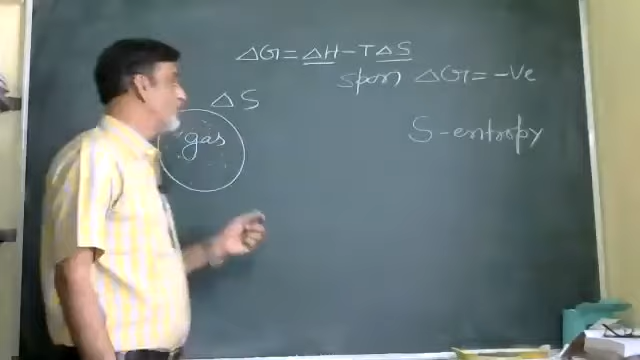 ΔG = ΔH - TΔS
spon ΔG = -ve
ΔS
S - entropy
gas